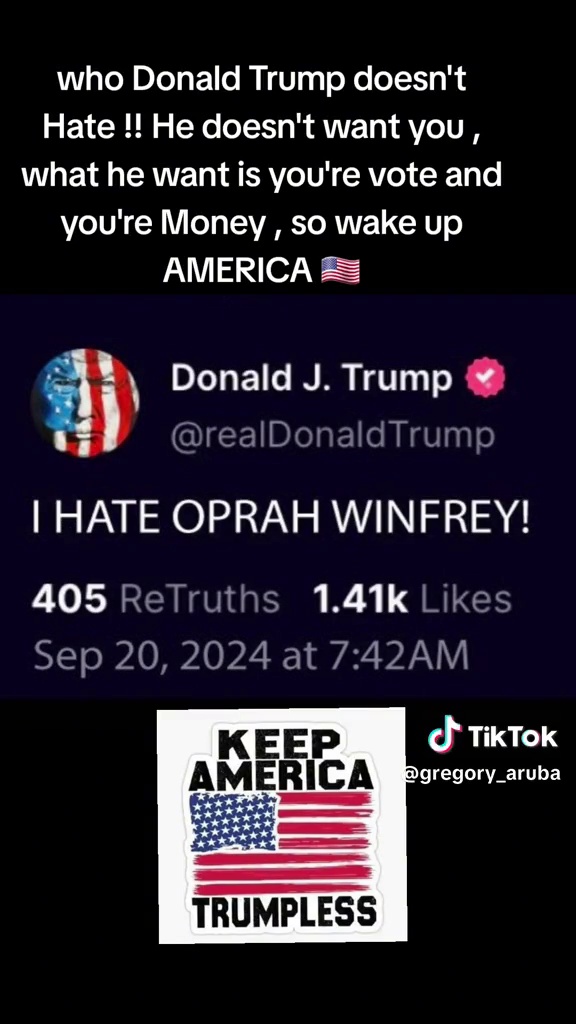 who Donald Trump doesn't
Hate !! He doesn't want you ,
what he want is you're vote and
you're Money , so wake up
AMERICA 🇺🇸
Donald J. Trump
@realDonaldTrump
I HATE OPRAH WINFREY!
405 ReTruths 1.41k Likes
Sep 20, 2024 at 7:42AM
KEEP
AMERICA
TRUMPLESS
TikTok
@gregory_aruba